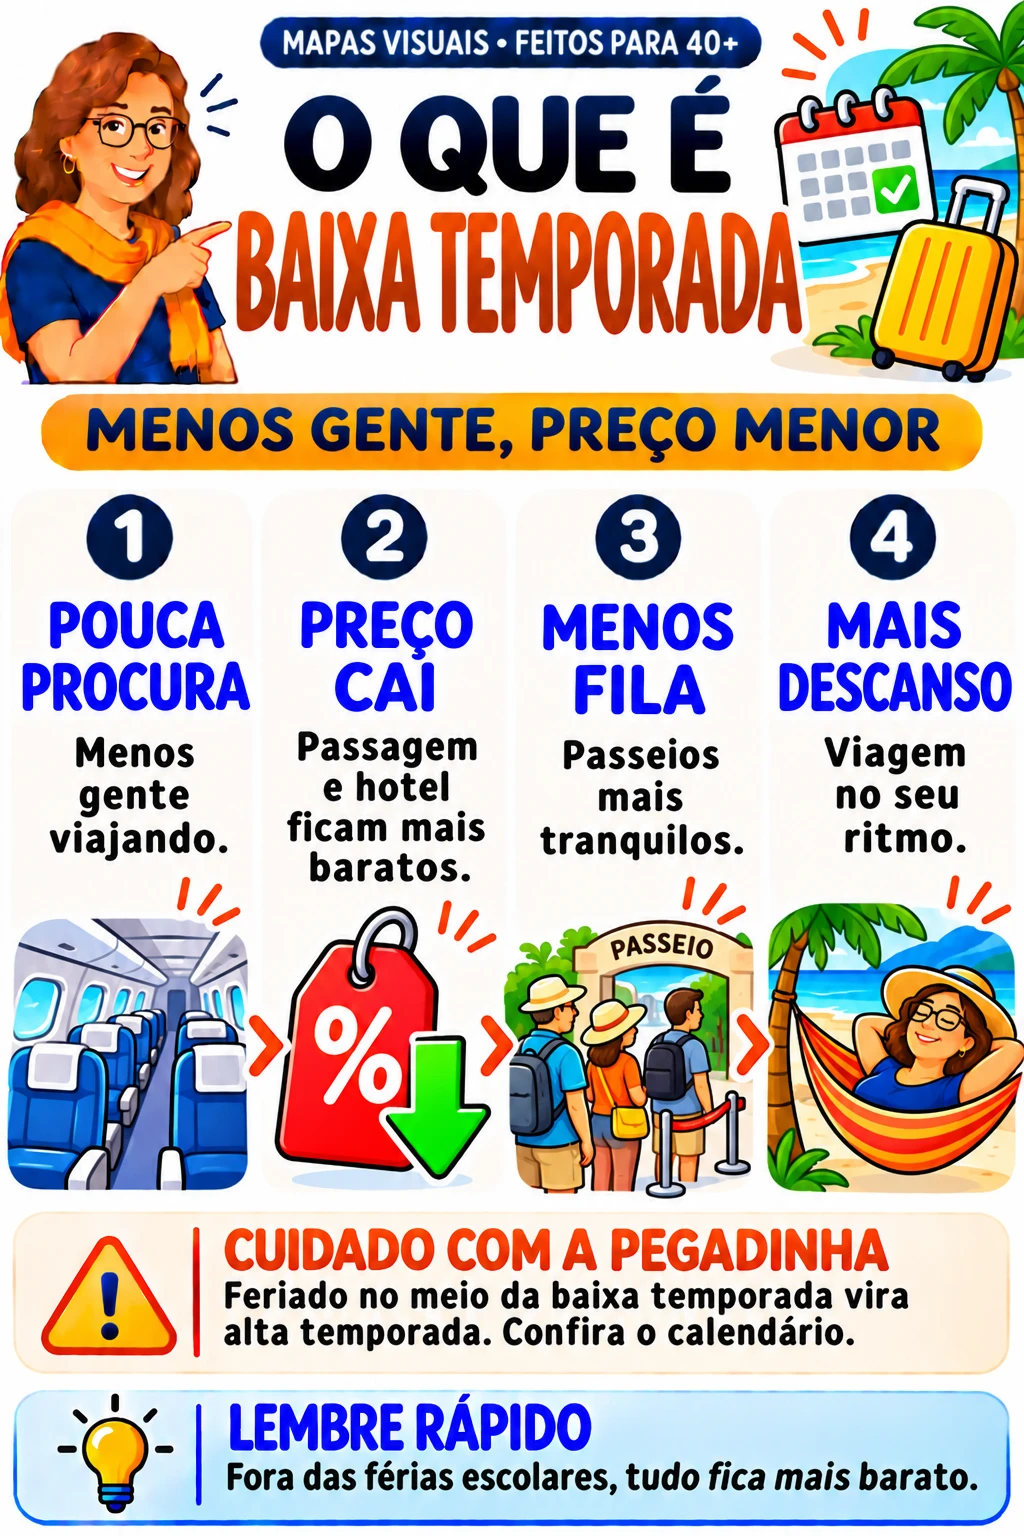 MAPAS VISUAIS • FEITOS PARA 40+
O QUE É
BAIXA TEMPORADA
MENOS GENTE, PREÇO MENOR
1
POUCA
PROCURA
Menos
gente
viajando.
2
PREÇO
CAI
Passagem
e hotel
ficam mais
baratos.
%
3
MENOS
FILA
Passeios
mais
tranquilos.
PASSEIO
4
MAIS
DESCANSO
Viagem
no seu
ritmo.
CUIDADO COM A PEGADINHA
Feriado no meio da baixa temporada vira
alta temporada. Confira o calendário.
LEMBRE RÁPIDO
Fora das férias escolares, tudo fica mais barato.